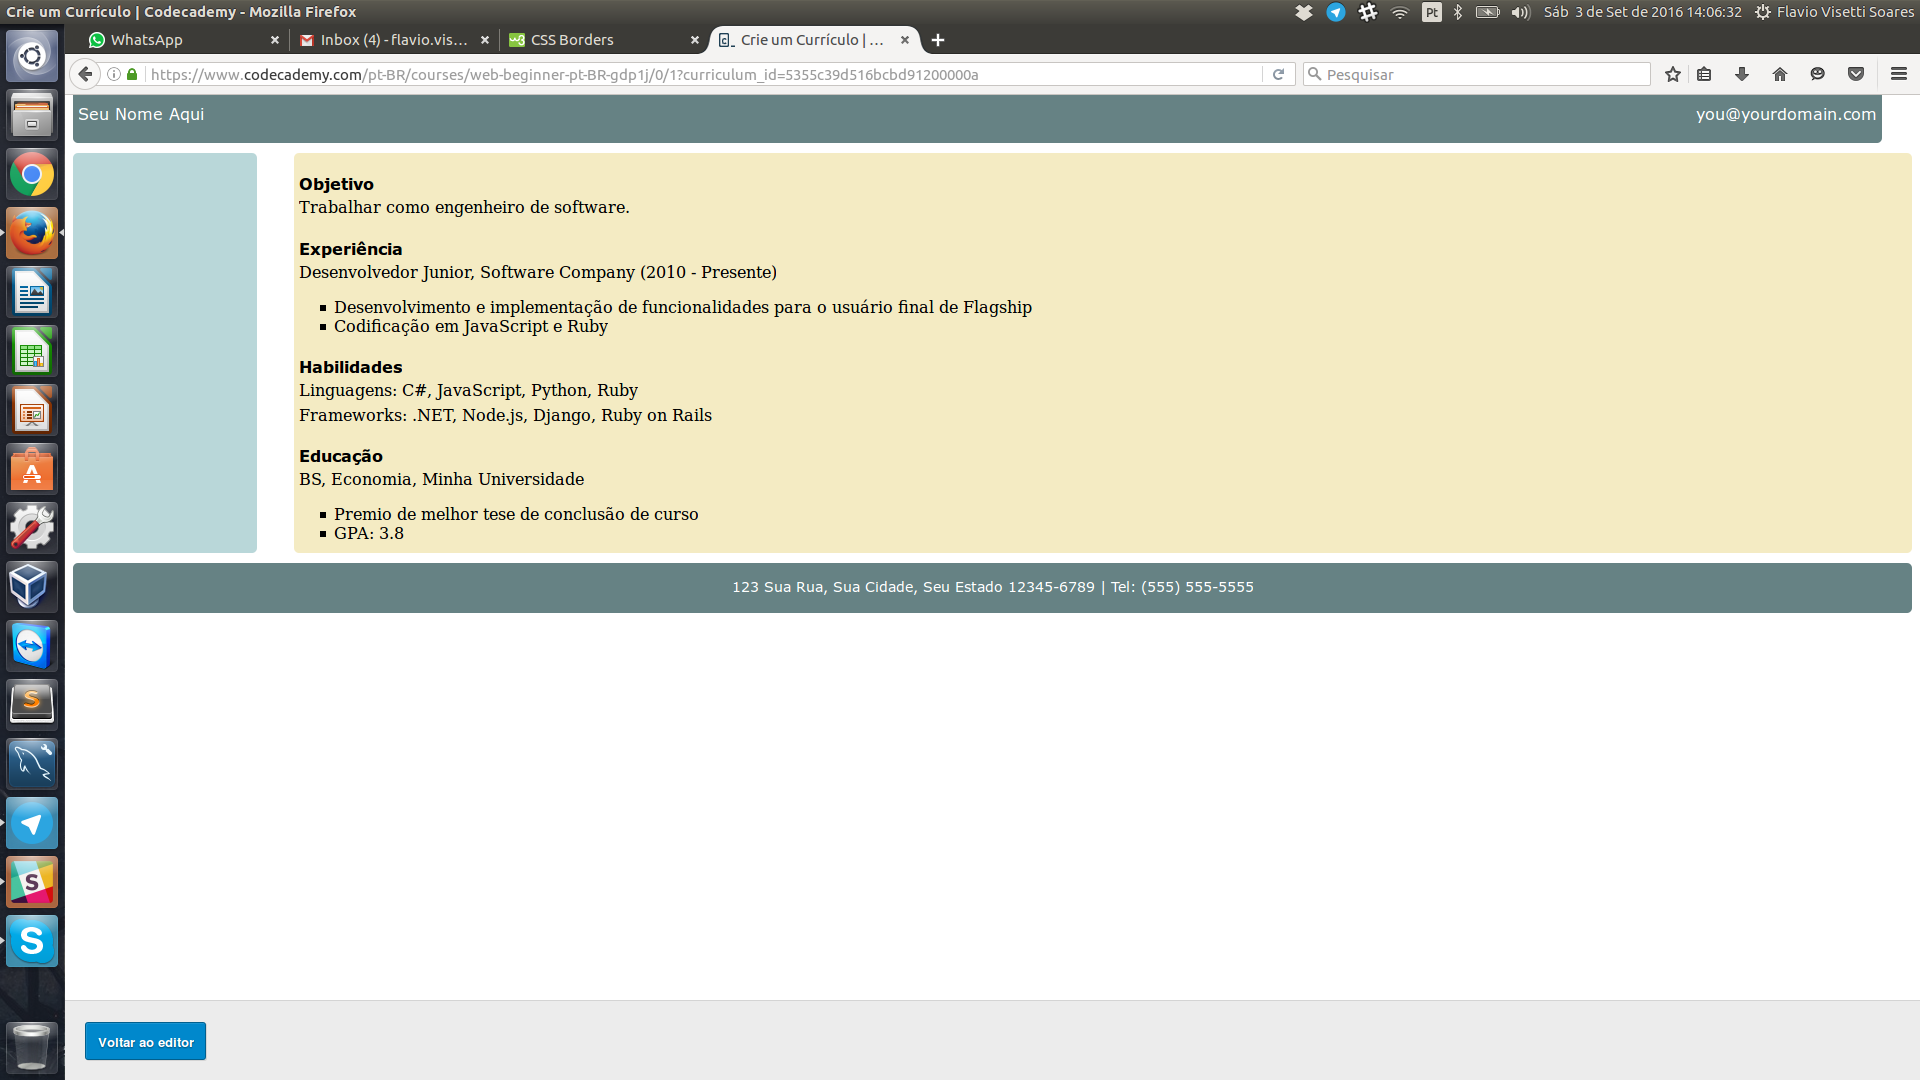 Crie um Currículo | Codecademy - Mozilla Firefox
Pt
Sáb 3 de Set de 2016 14:06:32
Flavio Visetti Soares
WhatsApp
Inbox (4) - flavio.vis...
CSS Borders
Crie um Currículo | ...
https://www.codecademy.com/pt-BR/courses/web-beginner-pt-BR-gdp1j/0/1?curriculum_id=5355c39d516bcbd91200000a
Pesquisar
Seu Nome Aqui
you@yourdomain.com
Objetivo
Trabalhar como engenheiro de software.
Experiência
Desenvolvedor Junior, Software Company (2010 - Presente)
Desenvolvimento e implementação de funcionalidades para o usuário final de Flagship
Codificação em JavaScript e Ruby
Habilidades
Linguagens: C#, JavaScript, Python, Ruby
Frameworks: .NET, Node.js, Django, Ruby on Rails
Educação
BS, Economia, Minha Universidade
Premio de melhor tese de conclusão de curso
GPA: 3.8
123 Sua Rua, Sua Cidade, Seu Estado 12345-6789 | Tel: (555) 555-5555
Voltar ao editor